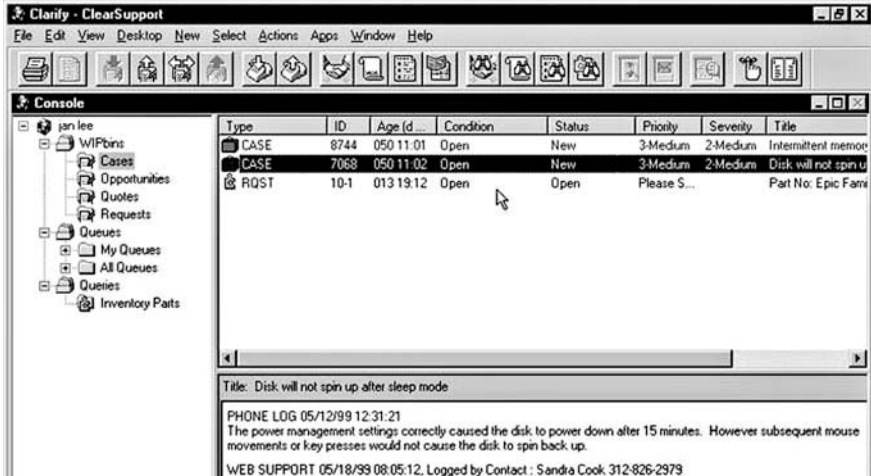 Clarify - ClearSupport
File Edit View Desktop New Select Actions Apps Window Help
Console
jan lee
WIPbins
Cases
Opportunities
Quotes
Requests
Queues
My Queues
All Queues
Queries
Inventory Parts
Type ID Age (d... Condition Status Priority Severity Title
CASE 8744 050 11:01 Open New 3-Medium 2-Medium Intermittent memory
CASE 7068 050 11:02 Open New 3-Medium 2-Medium Disk will not spin u
RQST 10-1 013 19:12 Open Open Please S... Part No: Epic Fami
Title: Disk will not spin up after sleep mode
PHONE LOG 05/12/99 12:31:21
The power management settings correctly caused the disk to power down after 15 minutes. However subsequent mouse
movements or key presses would not cause the disk to spin back up.
WEB SUPPORT 05/18/99 08:05:12, Logged by Contact : Sandra Cook 312-826-2979